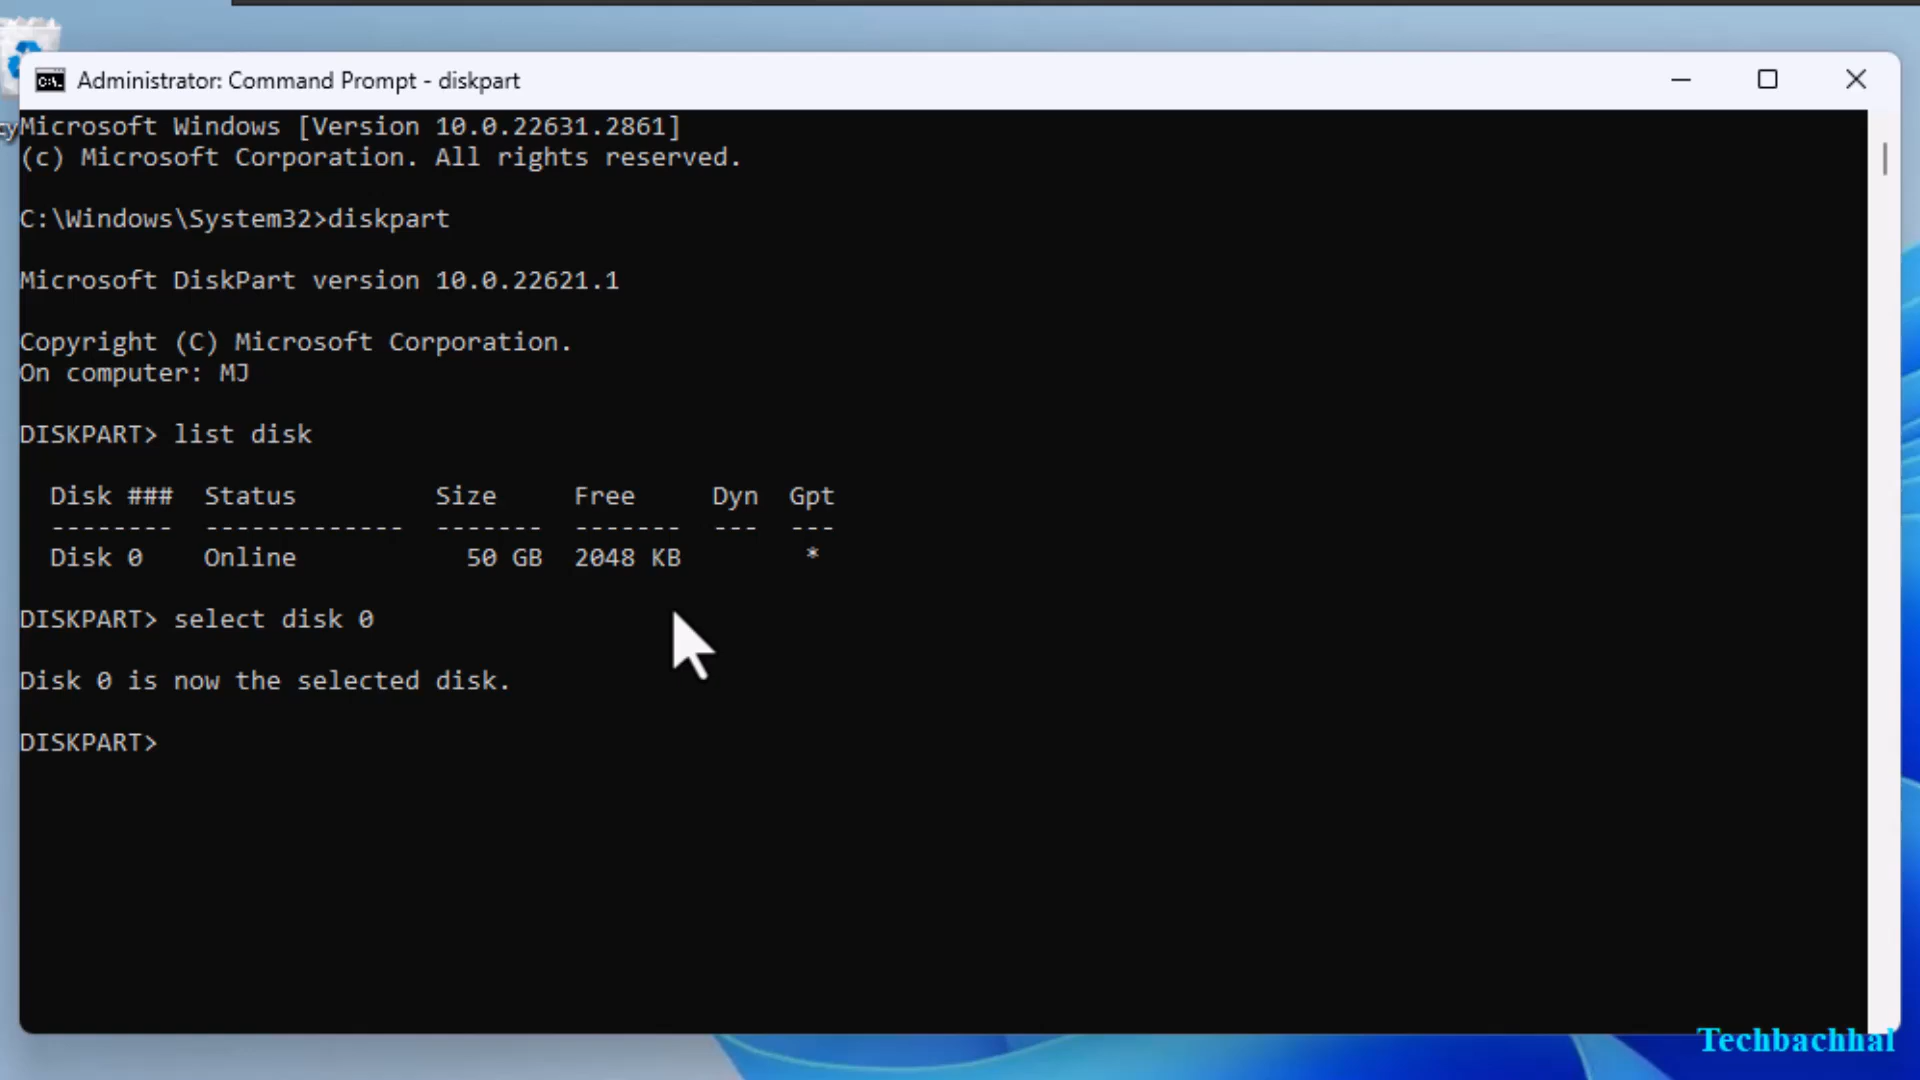 Administrator: Command Prompt - diskpart
Microsoft Windows [Version 10.0.22631.2861]
(c) Microsoft Corporation. All rights reserved.
C:\Windows\System32>diskpart
Microsoft DiskPart version 10.0.22621.1
Copyright (C) Microsoft Corporation.
On computer: MJ
DISKPART> list disk
Disk ###  Status         Size     Free     Dyn  Gpt
--------  -------------  -------  -------  ---  ---
Disk 0    Online           50 GB  2048 KB        *
DISKPART> select disk 0
Disk 0 is now the selected disk.
DISKPART>
Techbachhal